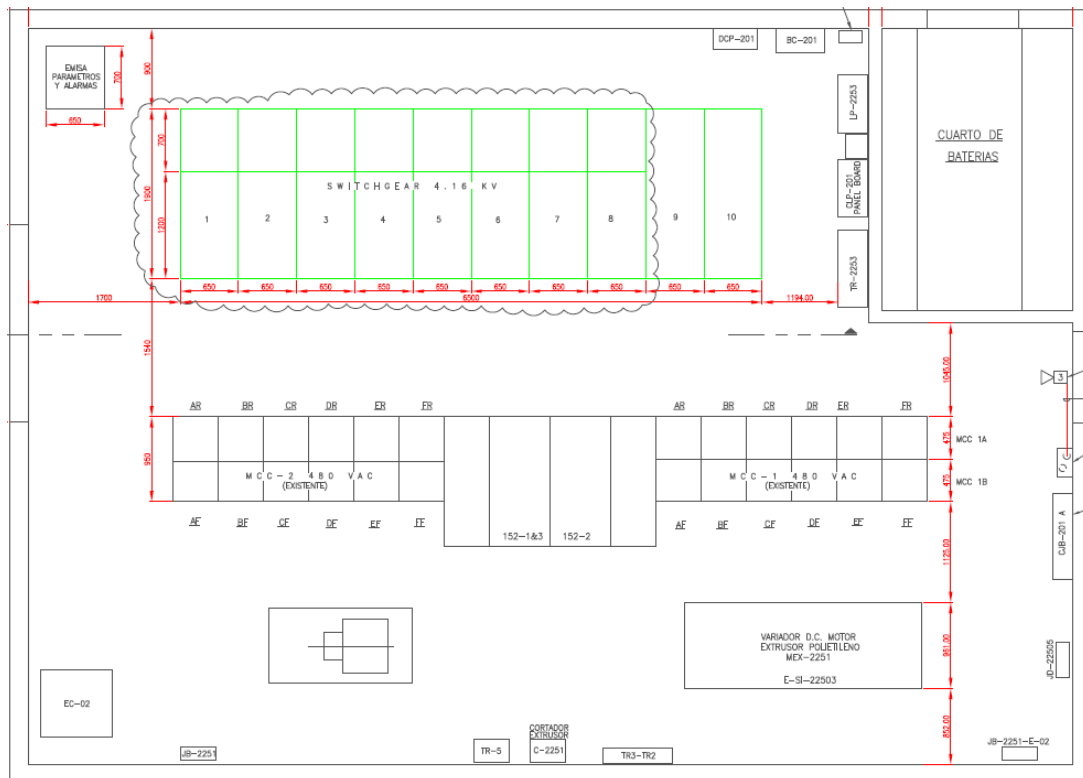 DCP-201
BC-201
EMISA
PARAMETROS
Y ALARMAS
700
650
900
LP-2253
CUARTO DE
BATERIAS
700
SWITCHGEAR 4.16 KV
CLP-201
PANEL BOARD
1900
1200
1 2 3 4 5 6 7 8 9 10
TR-2253
650 650 650 650 650 650 650 650 650 650
1700
6500
1194.00
1540
1045.00
3
AR BR CR DR ER FR
AR BR CR DR ER FR
950
475
MCC 1A
MCC-2 480 VAC
(EXISTENTE)
MCC-1 480 VAC
(EXISTENTE)
475
MCC 1B
AF BF CF DF EF FF
AF BF CF DF EF FF
152-1&3
152-2
CJB-201 A
1125.00
VARIADOR D.C. MOTOR
EXTRUSOR POLIETILENO
MEX-2251
E-SI-22503
961.00
JD-22505
EC-02
852.00
CORTADOR
EXTRUSOR
JB-2251
TR-5
C-2251
TR3-TR2
JB-2251-E-02